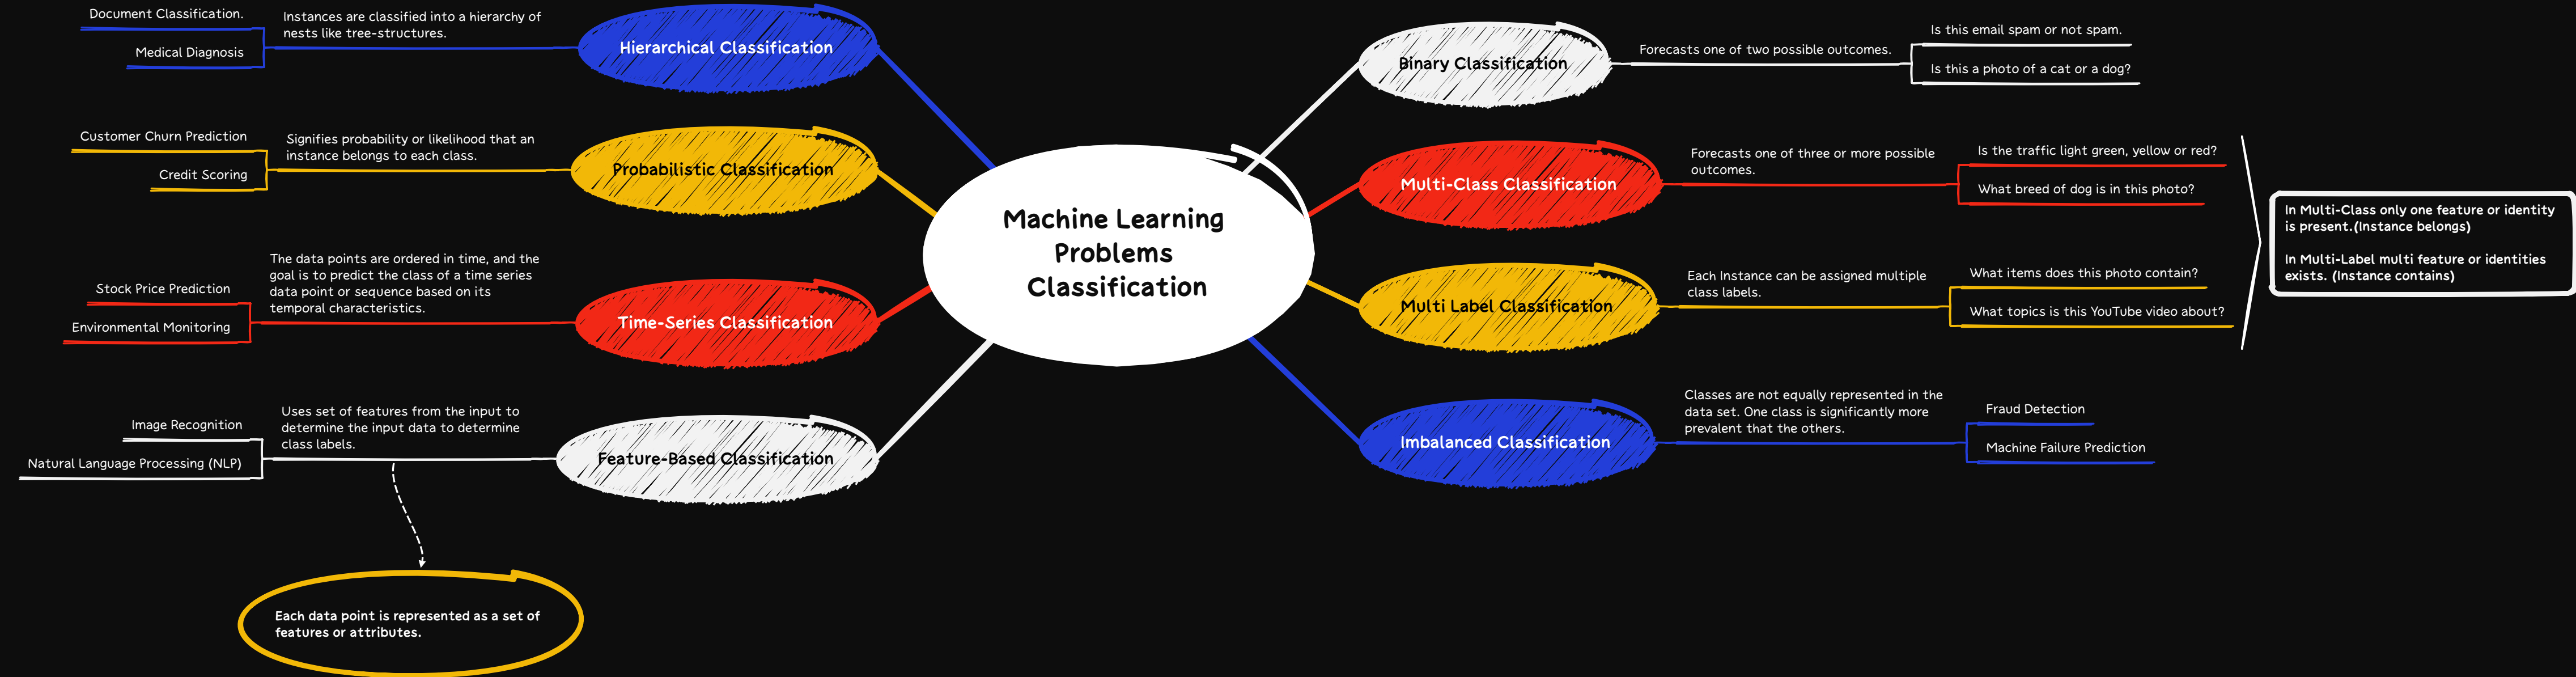 Machine Learning
Problems
Classification
Hierarchical Classification
Instances are classified into a hierarchy of
nests like tree-structures.
Document Classification.
Medical Diagnosis
Probabilistic Classification
Signifies probability or likelihood that an
instance belongs to each class.
Customer Churn Prediction
Credit Scoring
Time-Series Classification
The data points are ordered in time, and the
goal is to predict the class of a time series
data point or sequence based on its
temporal characteristics.
Stock Price Prediction
Environmental Monitoring
Feature-Based Classification
Uses set of features from the input to
determine the input data to determine
class labels.
Image Recognition
Natural Language Processing (NLP)
Each data point is represented as a set of
features or attributes.
Binary Classification
Forecasts one of two possible outcomes.
Is this email spam or not spam.
Is this a photo of a cat or a dog?
Multi-Class Classification
Forecasts one of three or more possible
outcomes.
Is the traffic light green, yellow or red?
What breed of dog is in this photo?
Multi Label Classification
Each Instance can be assigned multiple
class labels.
What items does this photo contain?
What topics is this YouTube video about?
In Multi-Class only one feature or identity
is present.(Instance belongs)
In Multi-Label multi feature or identities
exists. (Instance contains)
Imbalanced Classification
Classes are not equally represented in the
data set. One class is significantly more
prevalent that the others.
Fraud Detection
Machine Failure Prediction